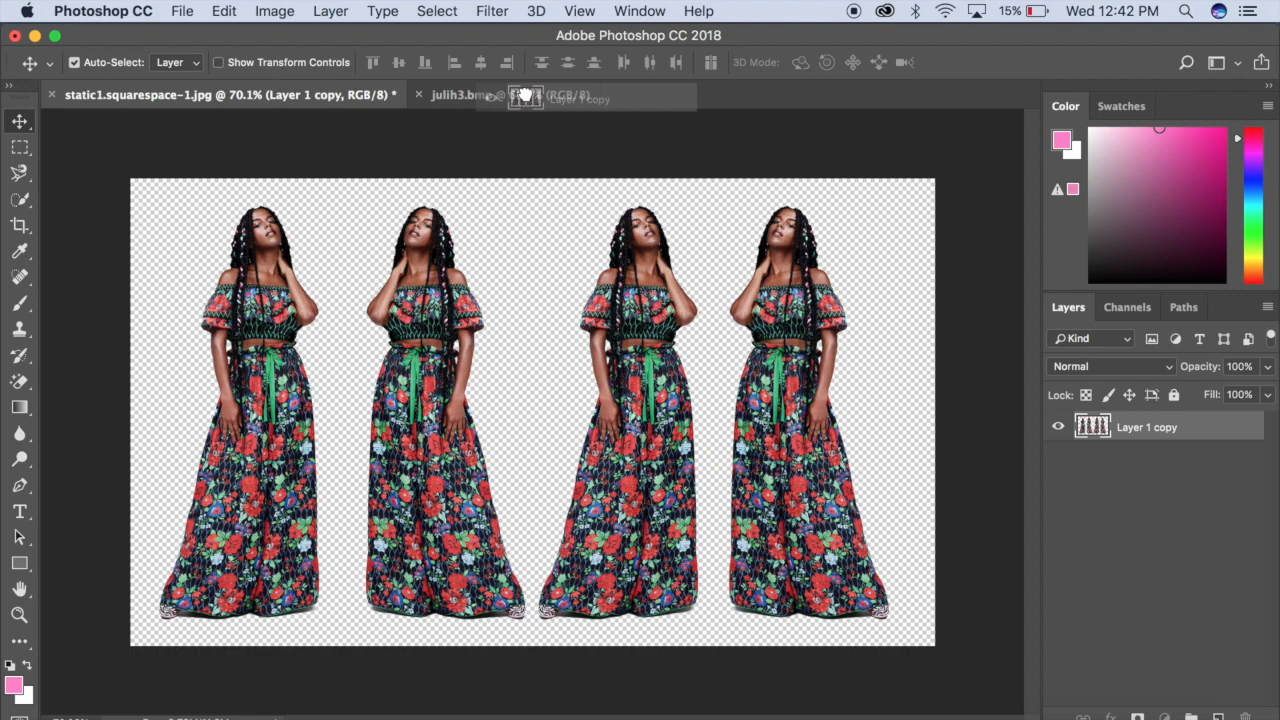 Photoshop CC File Edit Image Layer Type Select Filter 3D View Window Help 15% Wed 12:42 PM
Adobe Photoshop CC 2018
Auto-Select: Layer Show Transform Controls 3D Mode:
static1.squarespace-1.jpg @ 70.1% (Layer 1 copy, RGB/8) * julih3.bmp @ (RGB/8) Layer 1 copy
Color Swatches
Layers Channels Paths
Kind
Normal Opacity: 100%
Lock: Fill: 100%
Layer 1 copy